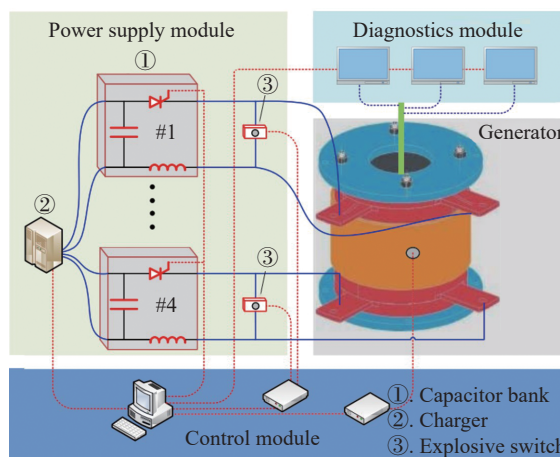 Power supply module
Diagnostics module
①
③
#1
Generator
②
③
#4
Control module
①. Capacitor bank
②. Charger
③. Explosive switch